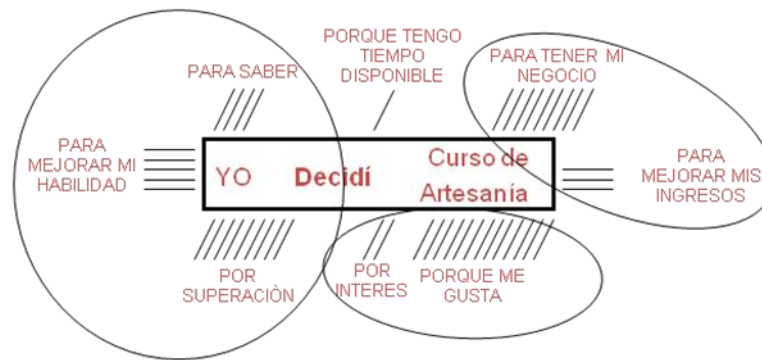 PORQUE TENGO
TIEMPO
DISPONIBLE
PARA TENER MI
NEGOCIO
PARA SABER
PARA
MEJORAR MI
HABILIDAD
YO Decidí Curso de
Artesanía
PARA
MEJORAR MIS
INGRESOS
POR
SUPERACIÒN
POR
INTERES
PORQUE ME
GUSTA